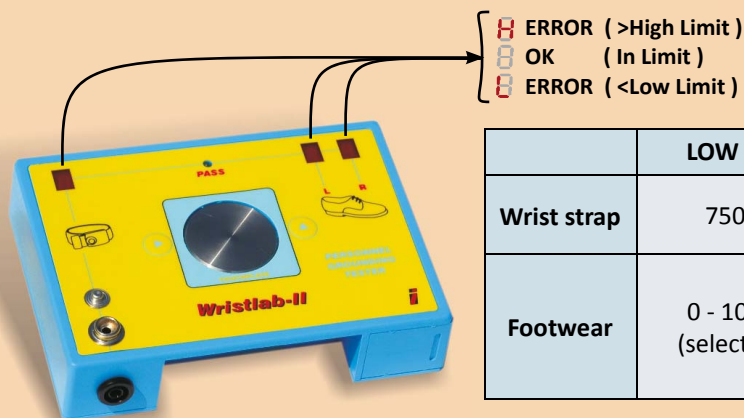 H ERROR ( >High Limit )
OK ( In Limit )
L ERROR ( <Low Limit )
PASS
L R
Wristlab-II
LOW
Wrist strap 750
Footwear
0 - 10
(select